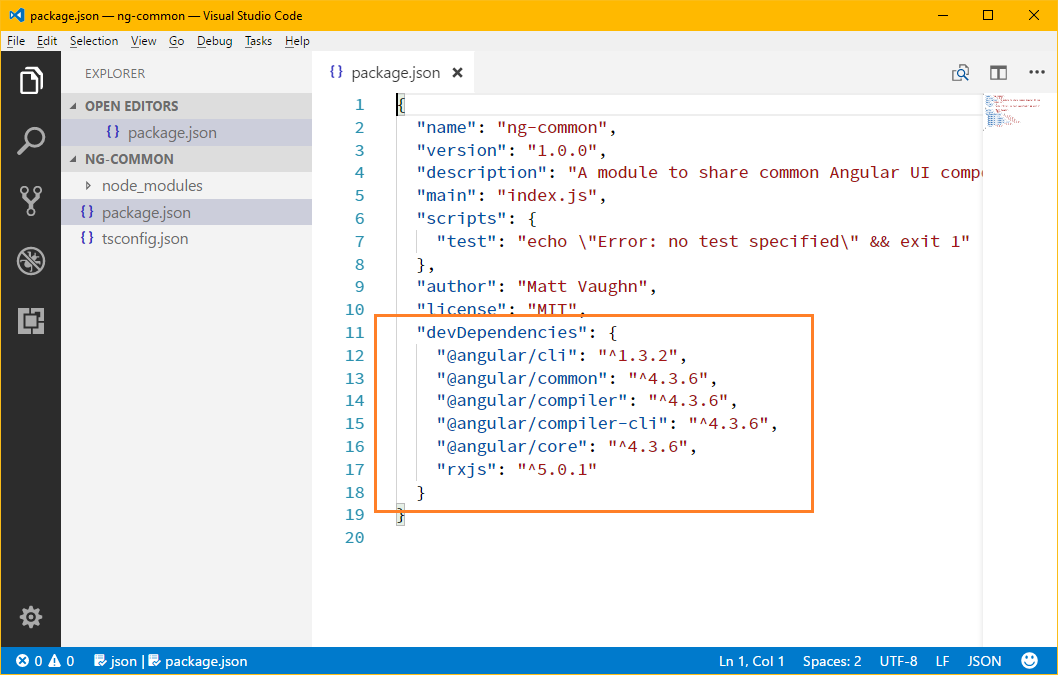 package.json — ng-common — Visual Studio Code
File Edit Selection View Go Debug Tasks Help
EXPLORER
OPEN EDITORS
{} package.json
NG-COMMON
node_modules
{} package.json
{} tsconfig.json
{} package.json
1 {
2 "name": "ng-common",
3 "version": "1.0.0",
4 "description": "A module to share common Angular UI comp
5 "main": "index.js",
6 "scripts": {
7 "test": "echo \"Error: no test specified\" && exit 1"
8 },
9 "author": "Matt Vaughn",
10 "license": "MIT",
11 "devDependencies": {
12 "@angular/cli": "^1.3.2",
13 "@angular/common": "^4.3.6",
14 "@angular/compiler": "^4.3.6",
15 "@angular/compiler-cli": "^4.3.6",
16 "@angular/core": "^4.3.6",
17 "rxjs": "^5.0.1"
18 }
19 }
20
0 0 json | package.json Ln 1, Col 1 Spaces: 2 UTF-8 LF JSON